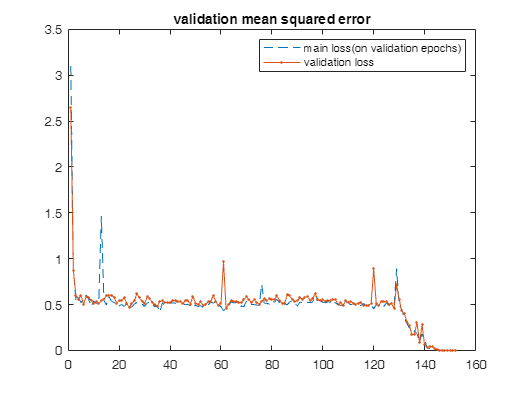 validation mean squared error
main loss(on validation epochs)
validation loss
3.5
3
2.5
2
1.5
1
0.5
0
0 20 40 60 80 100 120 140 160